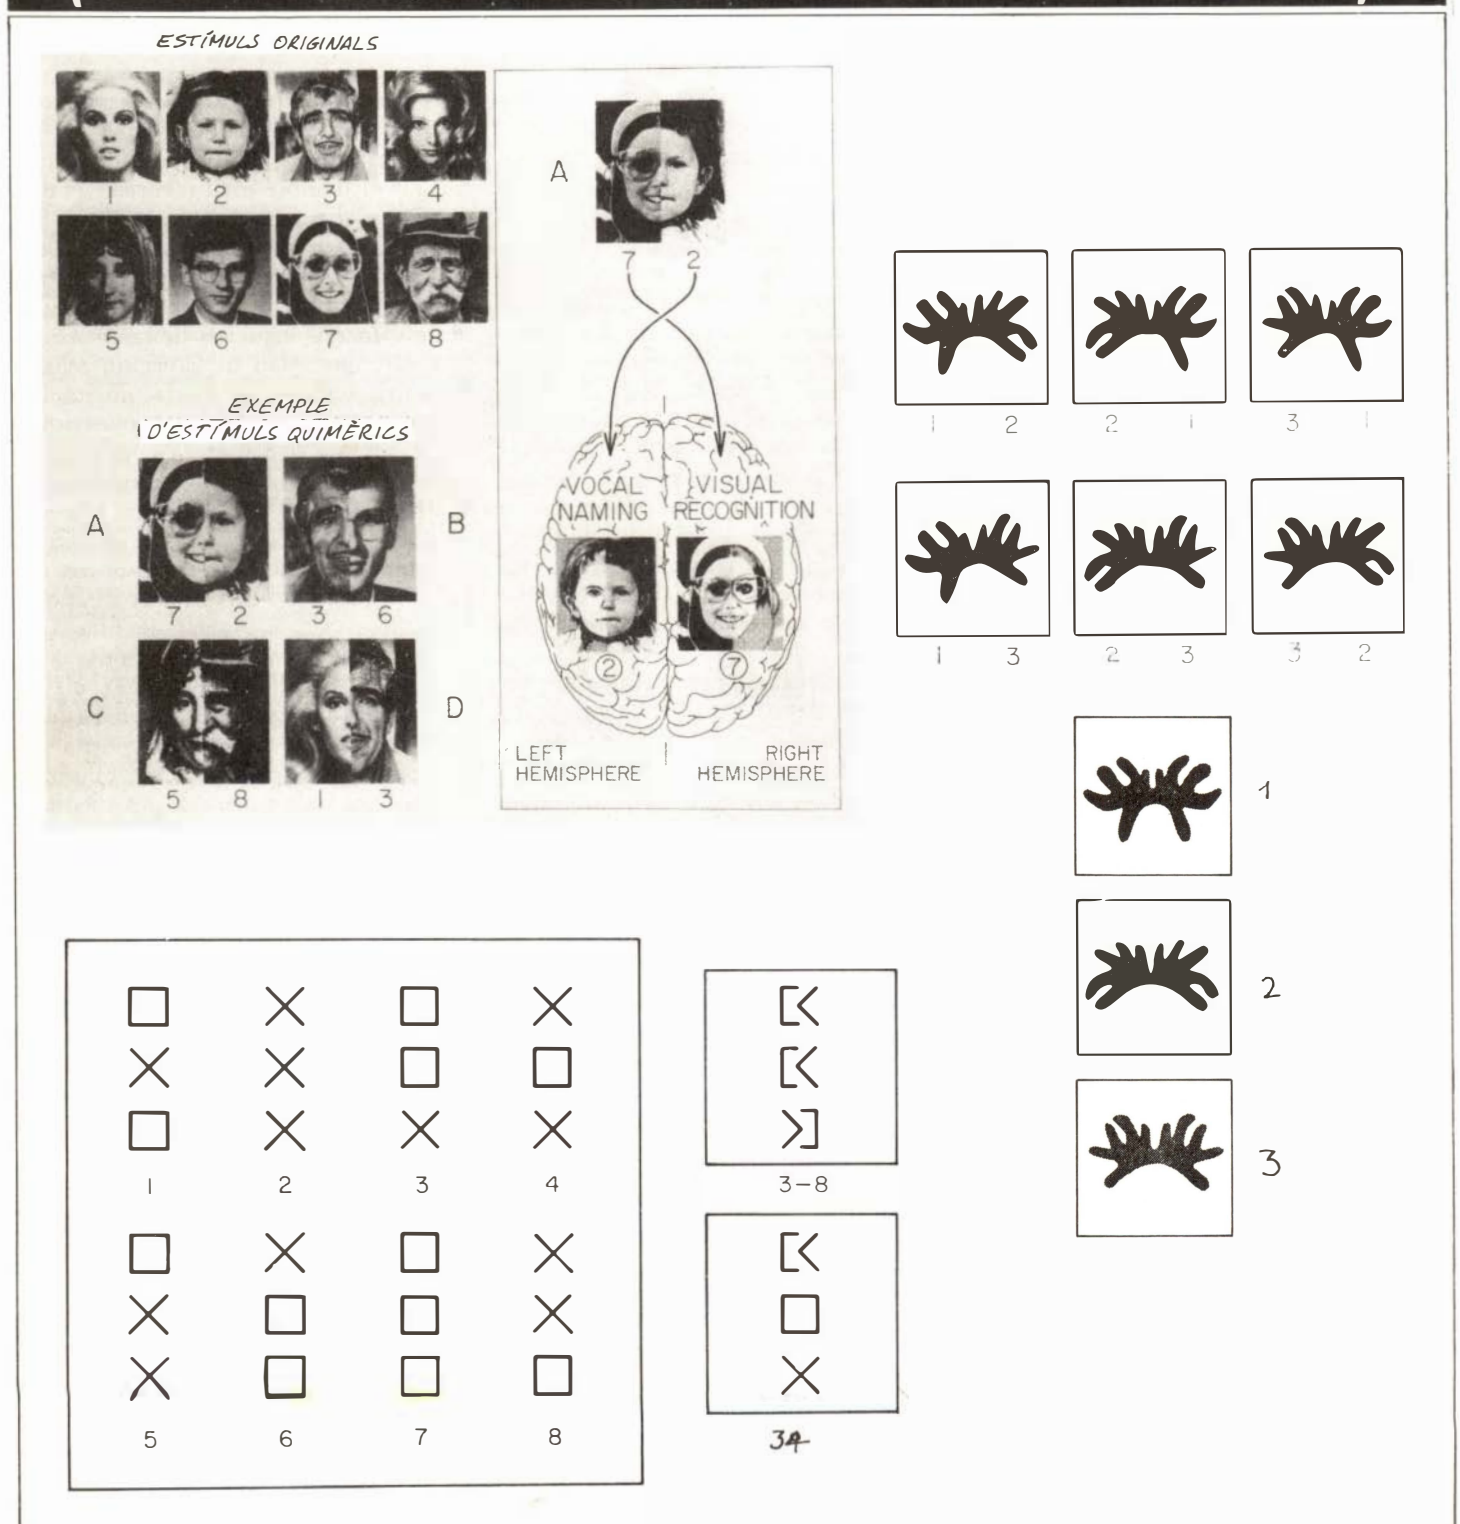 ESTÍMULS ORIGINALS
1 2 3 4
5 6 7 8
EXEMPLE
D'ESTÍMULS QUIMÈRICS
A B
7 2 3 6
C D
5 8 1 3
A
7 2
VOCAL NAMING
VISUAL RECOGNITION
2 7
LEFT HEMISPHERE
RIGHT HEMISPHERE
1 2 2 1 3 1
1 3 2 3 3 2
1
2
3
1 2 3 4
5 6 7 8
3-8